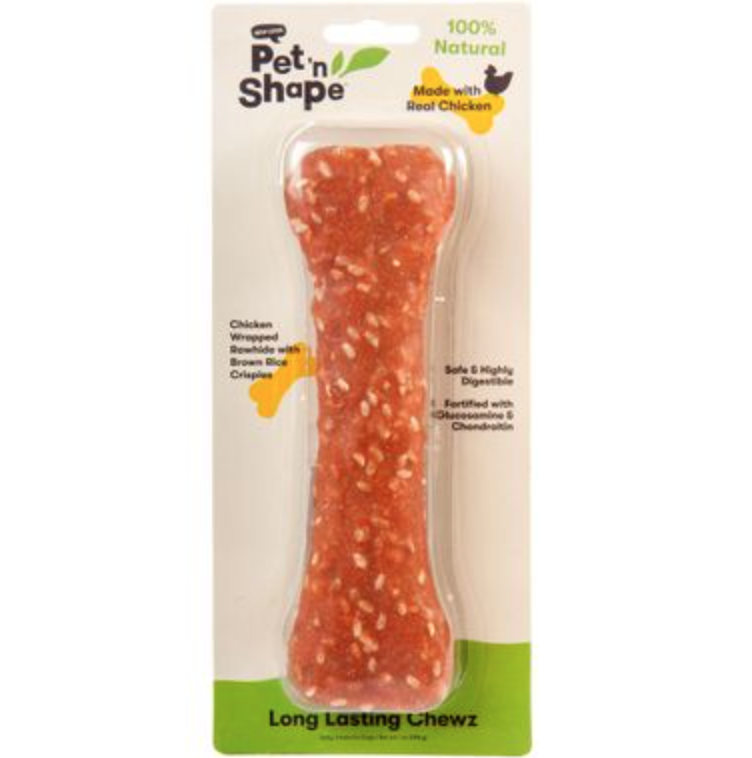 Pet 'n
Shape
100%
Natural
Made with
Real Chicken
Chicken
Wrapped
Rawhide with
Brown Rice
Crispies
Safe & Highly
Digestible
Fortified with
Glucosamine &
Chondroitin
Long Lasting Chewz